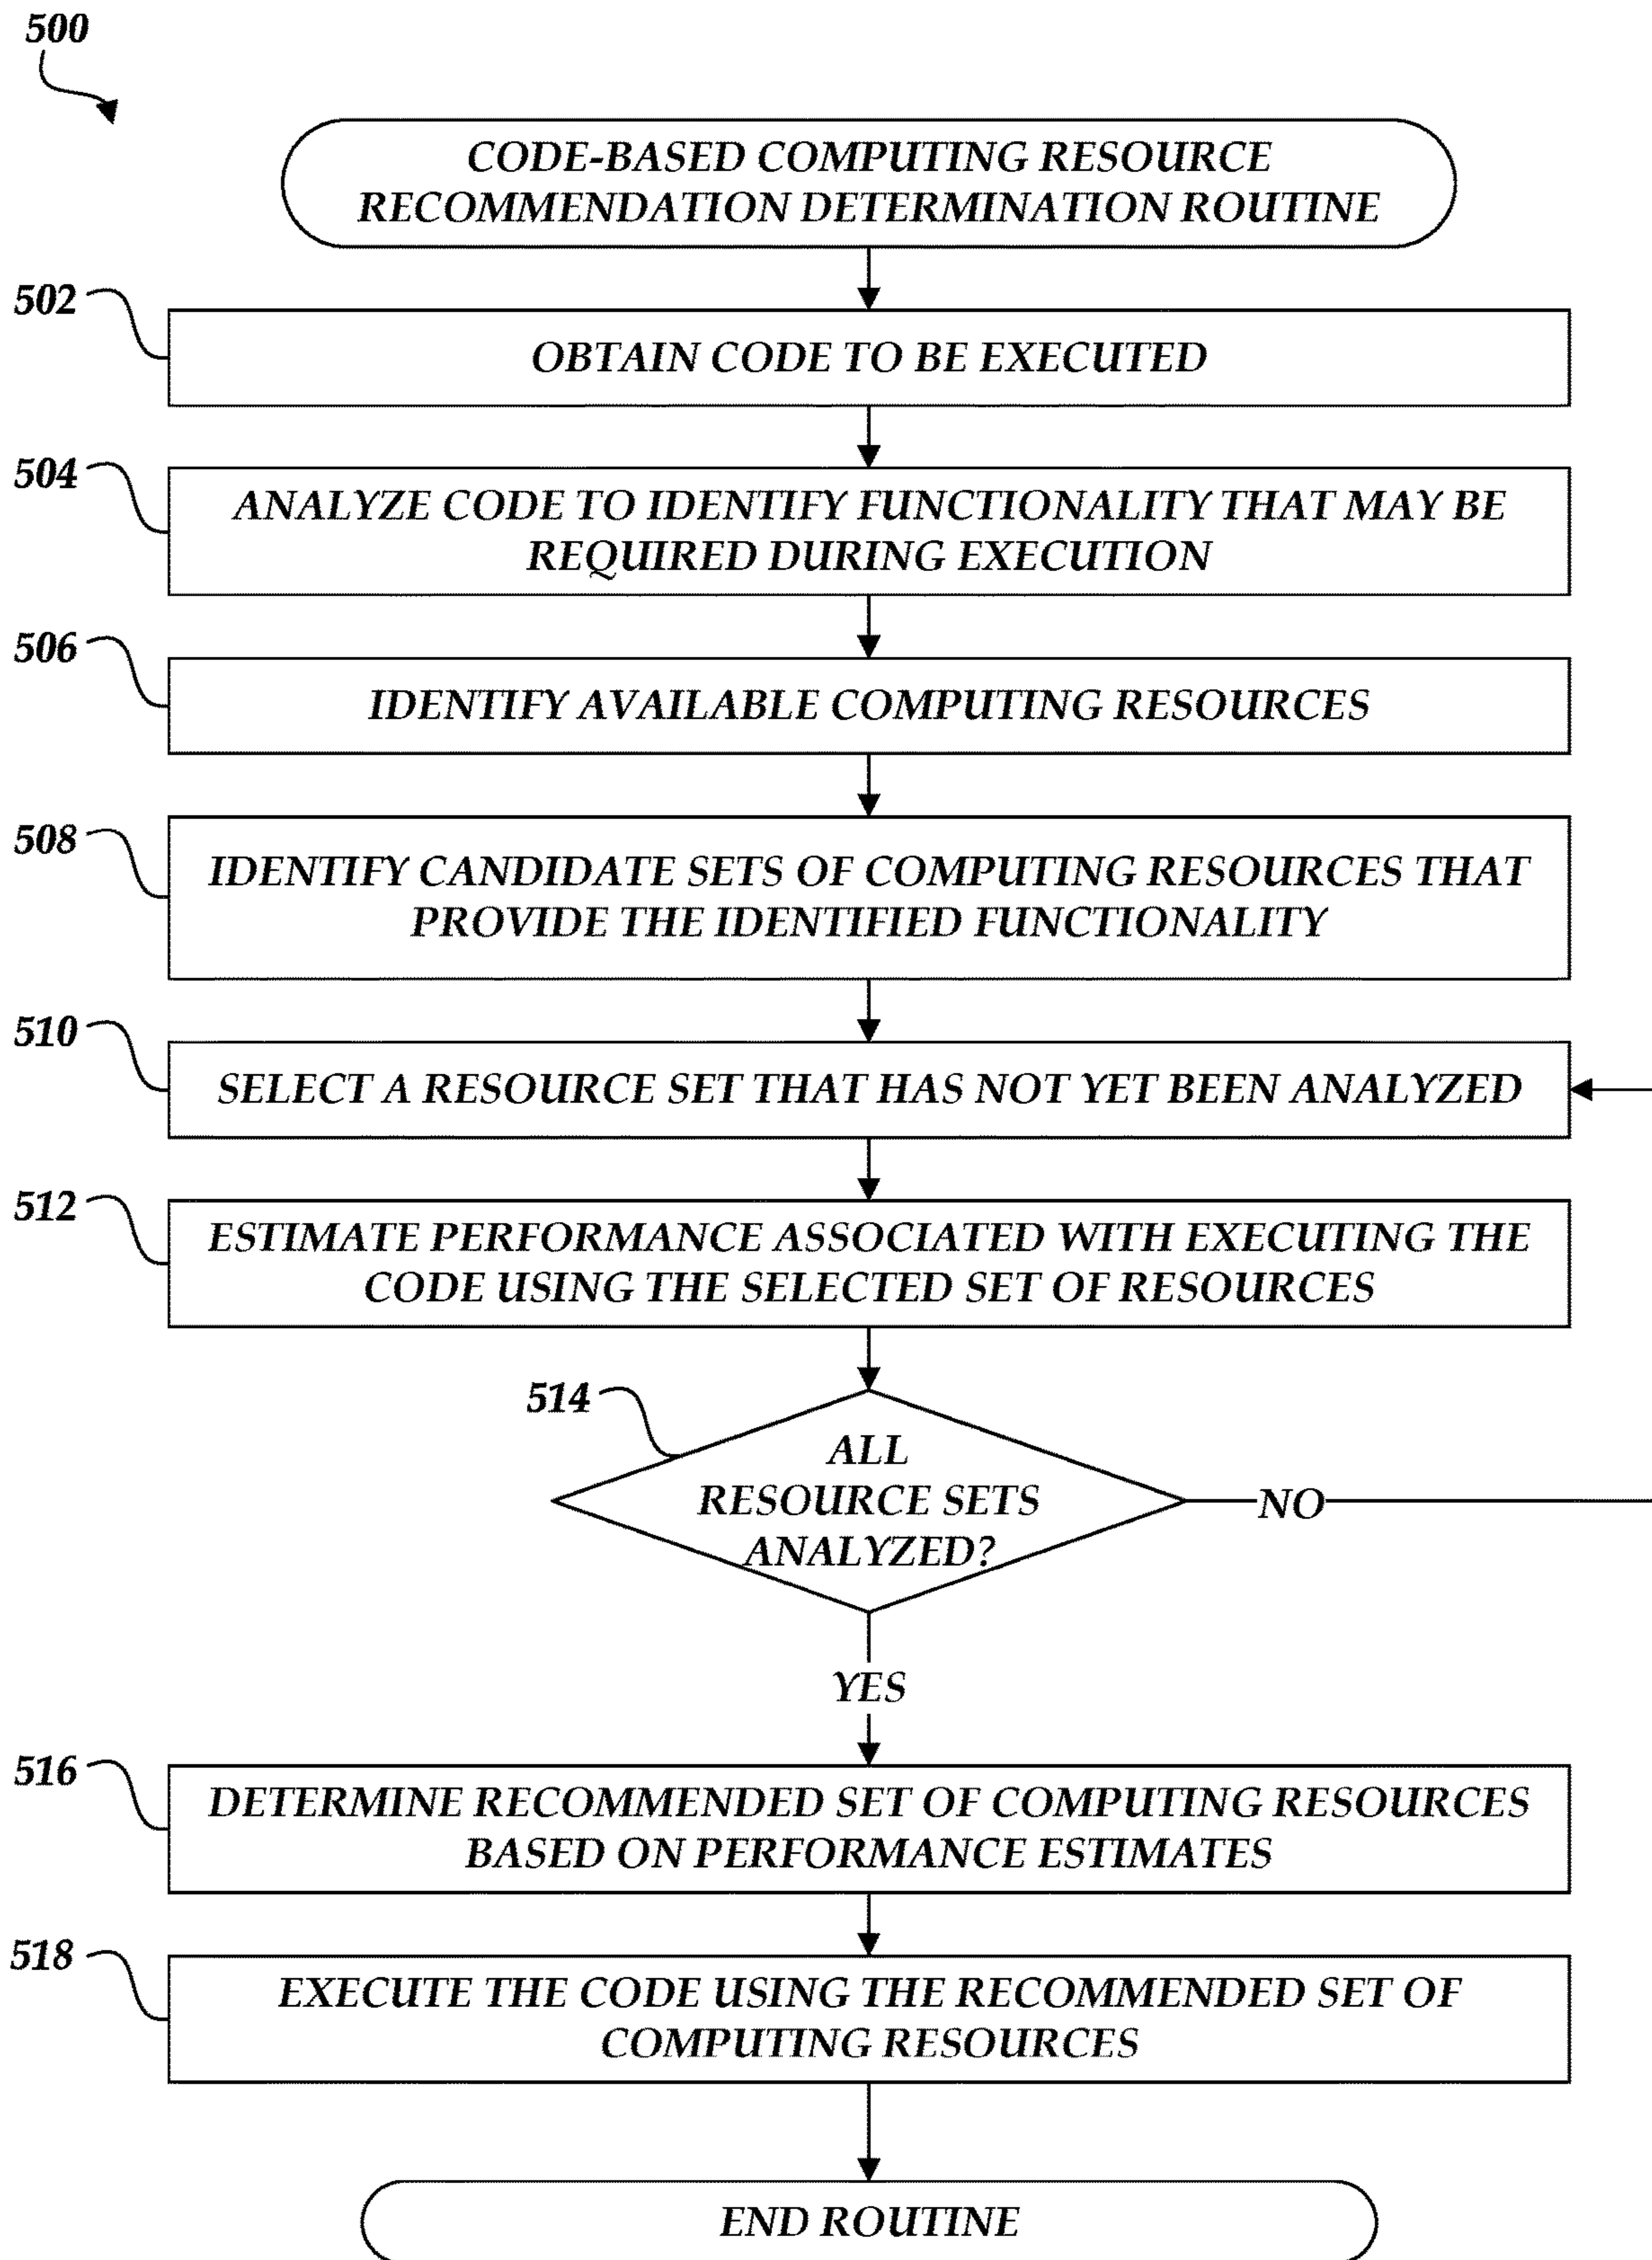 500
CODE-BASED COMPUTING RESOURCE
RECOMMENDATION DETERMINATION ROUTINE
502
OBTAIN CODE TO BE EXECUTED
504
ANALYZE CODE TO IDENTIFY FUNCTIONALITY THAT MAY BE
REQUIRED DURING EXECUTION
506
IDENTIFY AVAILABLE COMPUTING RESOURCES
508
IDENTIFY CANDIDATE SETS OF COMPUTING RESOURCES THAT
PROVIDE THE IDENTIFIED FUNCTIONALITY
510
SELECT A RESOURCE SET THAT HAS NOT YET BEEN ANALYZED
512
ESTIMATE PERFORMANCE ASSOCIATED WITH EXECUTING THE
CODE USING THE SELECTED SET OF RESOURCES
514
ALL
RESOURCE SETS
ANALYZED?
NO
YES
516
DETERMINE RECOMMENDED SET OF COMPUTING RESOURCES
BASED ON PERFORMANCE ESTIMATES
518
EXECUTE THE CODE USING THE RECOMMENDED SET OF
COMPUTING RESOURCES
END ROUTINE